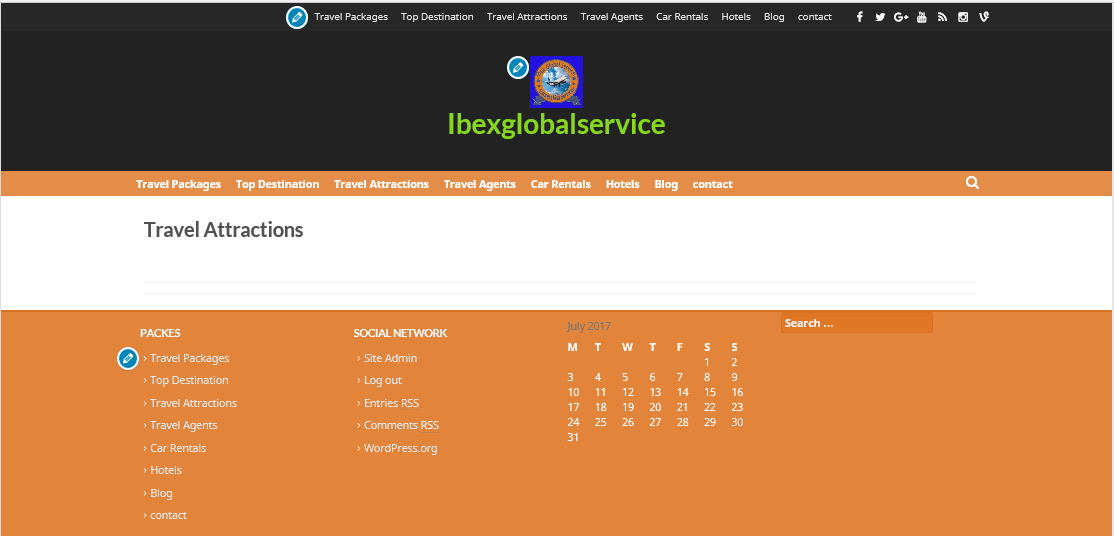 Travel Packages Top Destination Travel Attractions Travel Agents Car Rentals Hotels Blog contact
Ibexglobalservice
Travel Packages Top Destination Travel Attractions Travel Agents Car Rentals Hotels Blog contact
Travel Attractions
PACKES
Travel Packages
Top Destination
Travel Attractions
Travel Agents
Car Rentals
Hotels
Blog
contact
SOCIAL NETWORK
Site Admin
Log out
Entries RSS
Comments RSS
WordPress.org
July 2017
M T W T F S S
1 2
3 4 5 6 7 8 9
10 11 12 13 14 15 16
17 18 19 20 21 22 23
24 25 26 27 28 29 30
31
Search ...